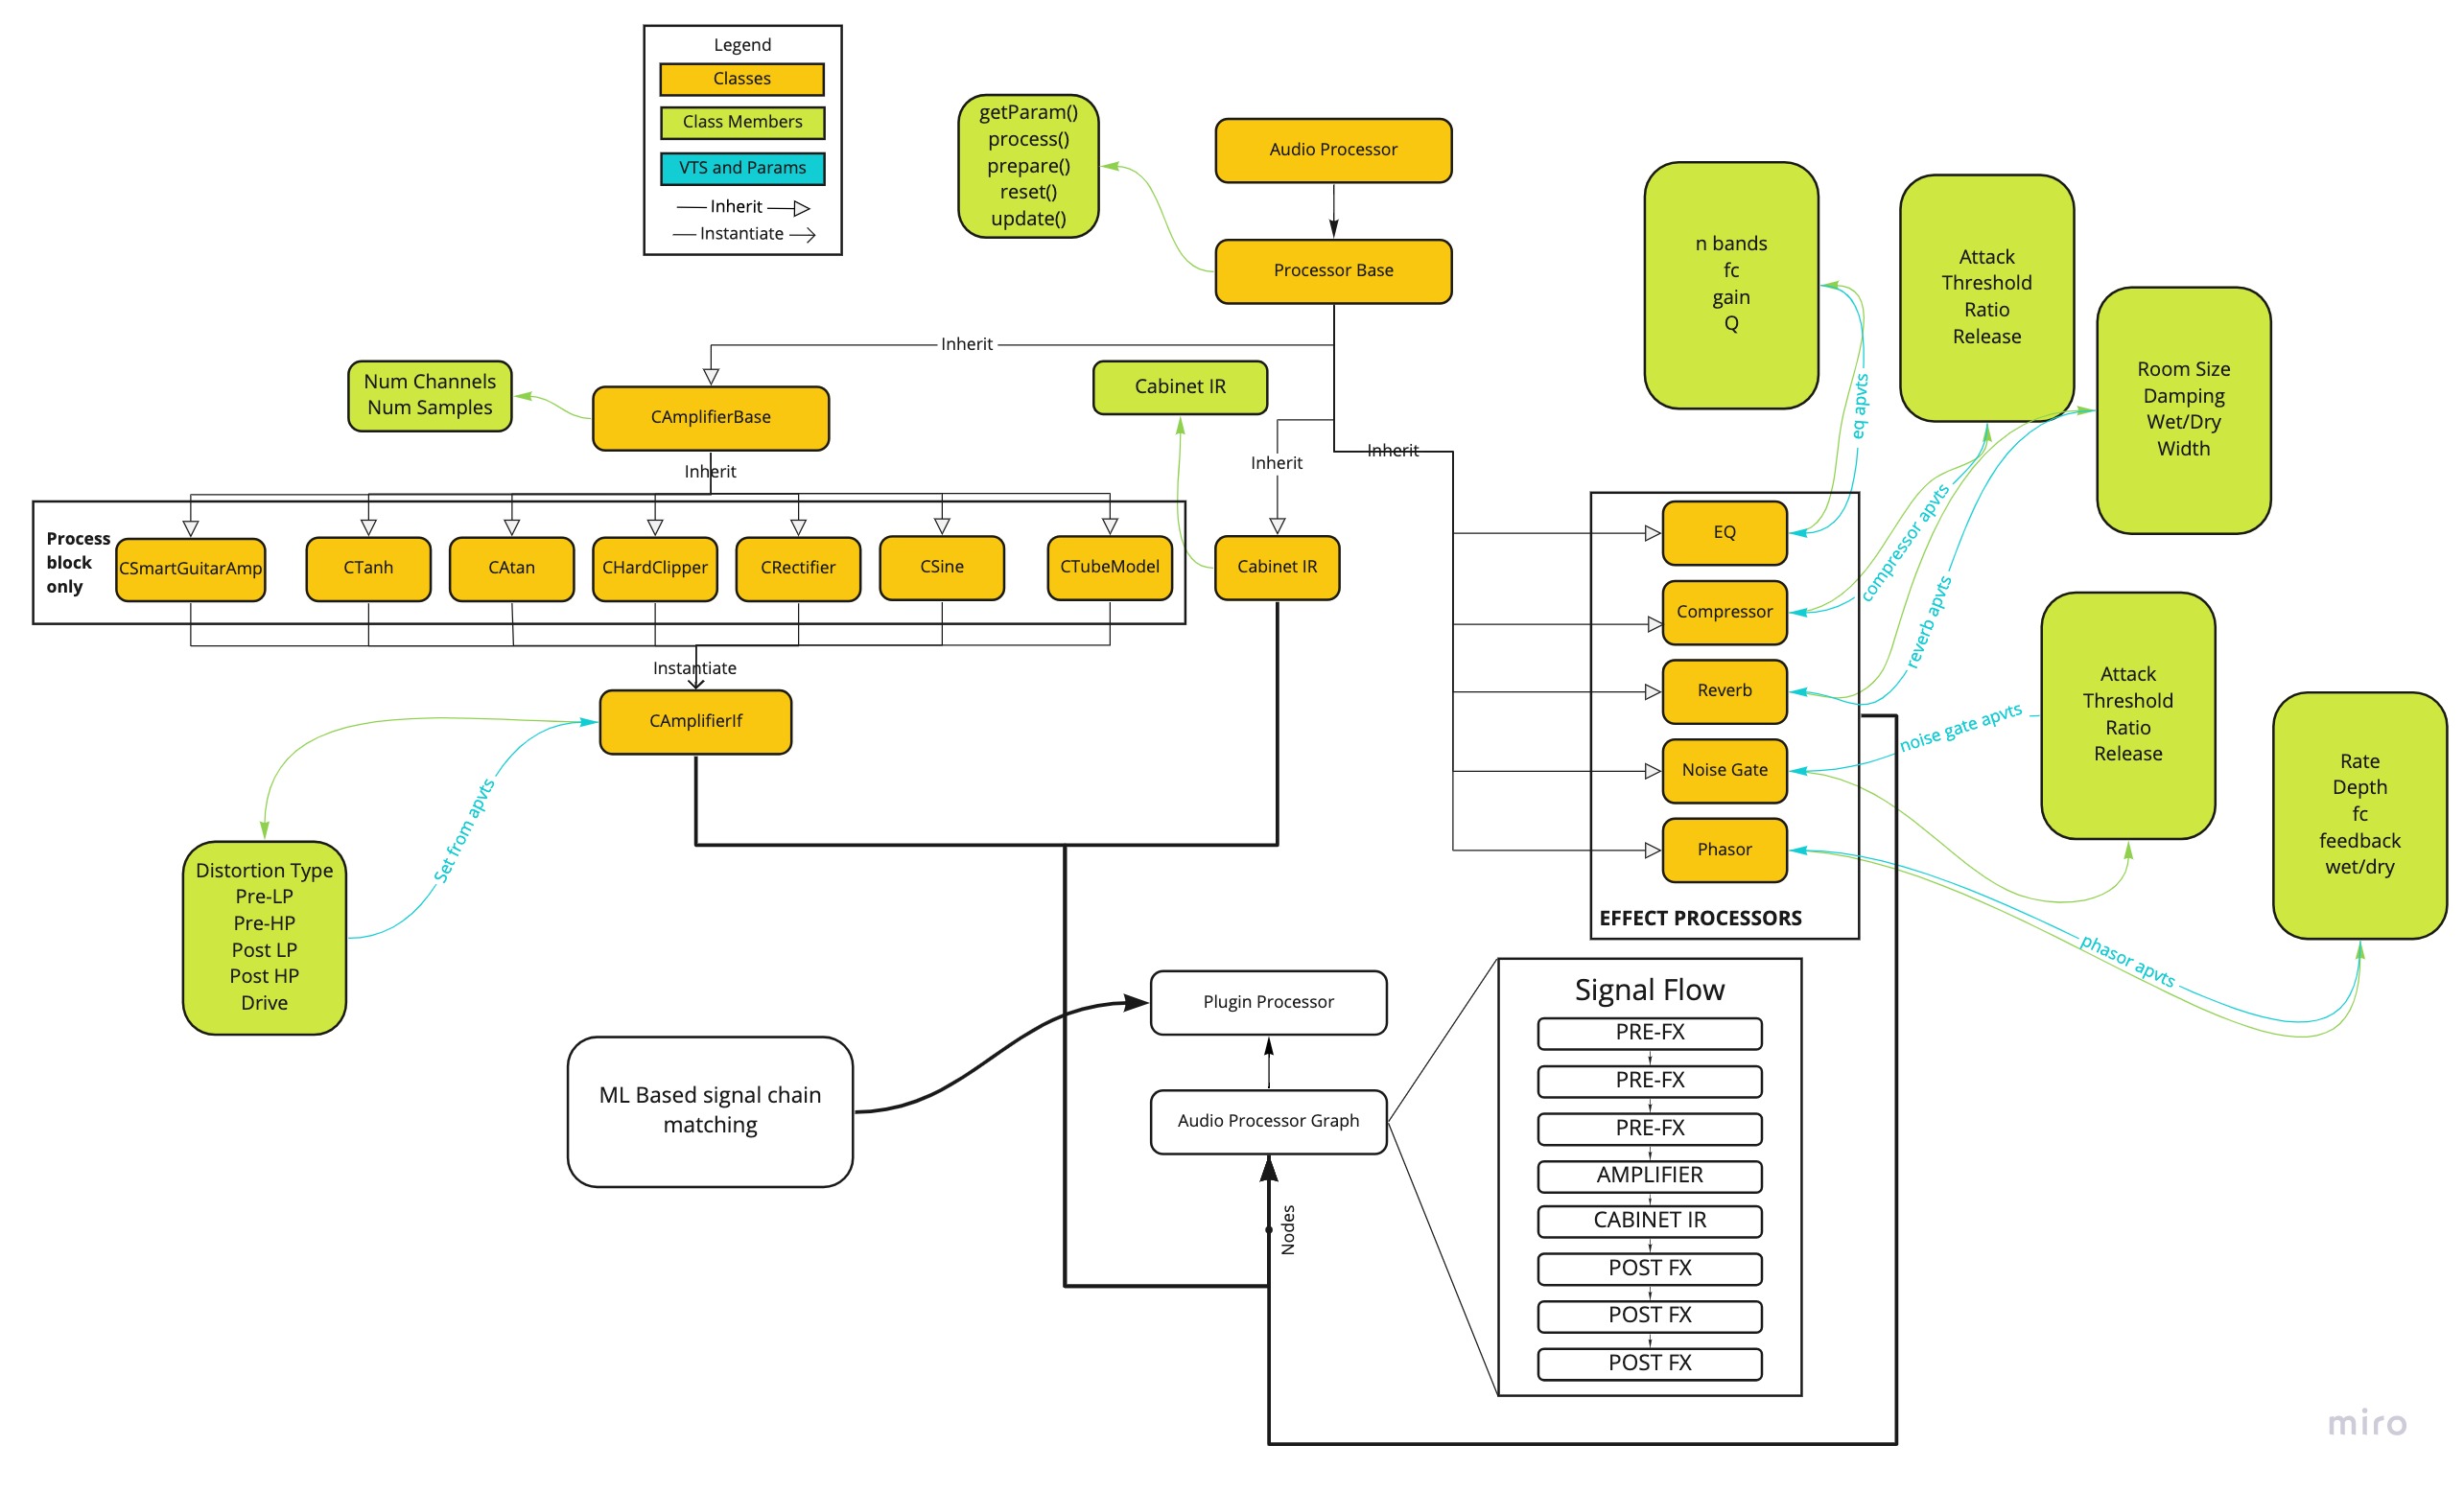 Legend
Classes
Class Members
VTS and Params
Inherit
Instantiate
getParam()
process()
prepare()
reset()
update()
Audio Processor
Processor Base
n bands
fc
gain
Q
Attack
Threshold
Ratio
Release
Room Size
Damping
Wet/Dry
Width
Inherit
Num Channels
Num Samples
CAmplifierBase
Cabinet IR
eq apvts
Inherit
Inherit
Inherit
Process
block
only
CSmartGuitarAmp
CTanh
CAtan
CHardClipper
CRectifier
CSine
CTubeModel
Cabinet IR
EQ
Compressor
Reverb
Noise Gate
Phasor
EFFECT PROCESSORS
compressor apvts
reverb apvts
noise gate apvts
phasor apvts
Attack
Threshold
Ratio
Release
Rate
Depth
fc
feedback
wet/dry
Instantiate
CAmplifierIf
Set from apvts
Distortion Type
Pre-LP
Pre-HP
Post LP
Post HP
Drive
Plugin Processor
ML Based signal chain
matching
Audio Processor Graph
Nodes
Signal Flow
PRE-FX
PRE-FX
PRE-FX
AMPLIFIER
CABINET IR
POST FX
POST FX
POST FX
miro